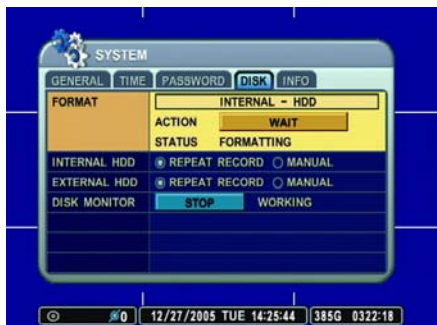 SYSTEM
GENERAL TIME PASSWORD DISK INFO
FORMAT INTERNAL - HDD
ACTION WAIT
STATUS FORMATTING
INTERNAL HDD REPEAT RECORD MANUAL
EXTERNAL HDD REPEAT RECORD MANUAL
DISK MONITOR STOP WORKING
0 12/27/2005 TUE 14:25:44 385G 0322:18